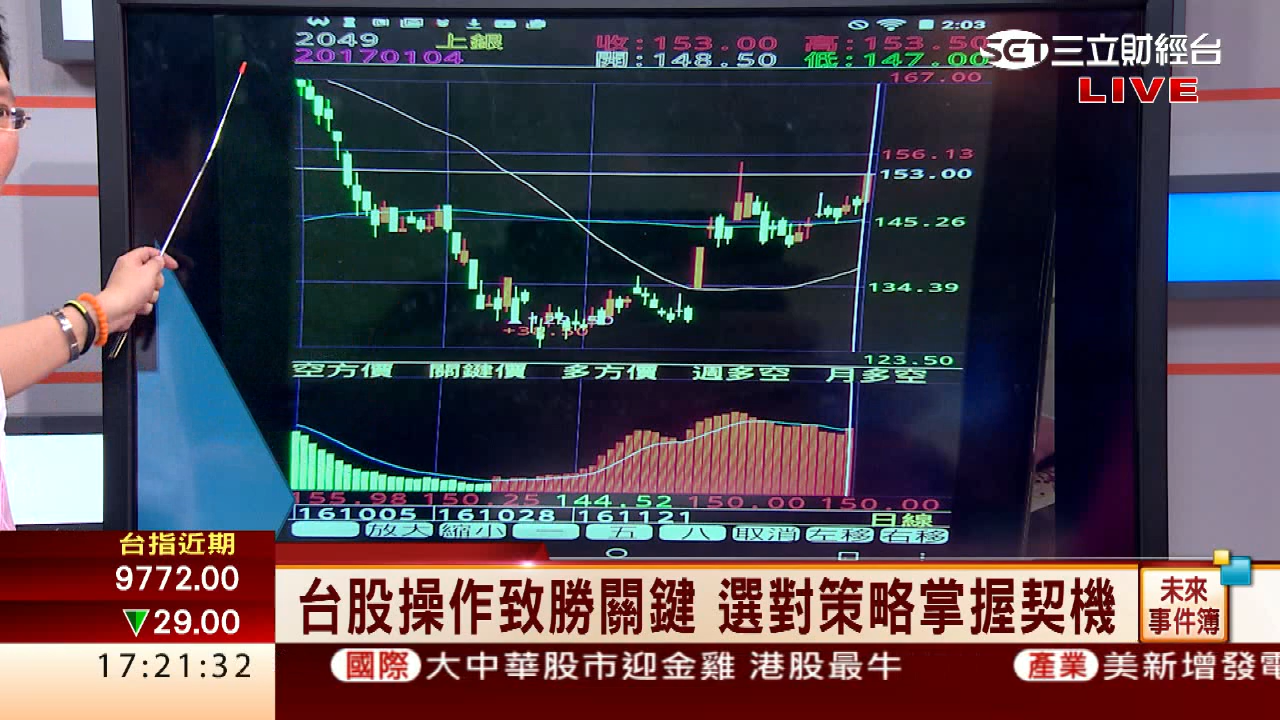 2:03
2049 上銀 收:153.00 高:153.50
20170104 開:148.50 低:147.00
SET三立財經台
LIVE
167.00
156.13
153.00
145.26
134.39
123.50
空方價 關鍵價 多方價 週多空 月多空
155.98 150.25 144.52 150.00 150.00
161005 161028 161121 日線
放大 縮小 一 五 八 取消 左移 右移
台指近期
9772.00
▼29.00
17:21:32
台股操作致勝關鍵 選對策略掌握契機
未來
事件簿
國際 大中華股市迎金雞 港股最牛 產業 美新增發電